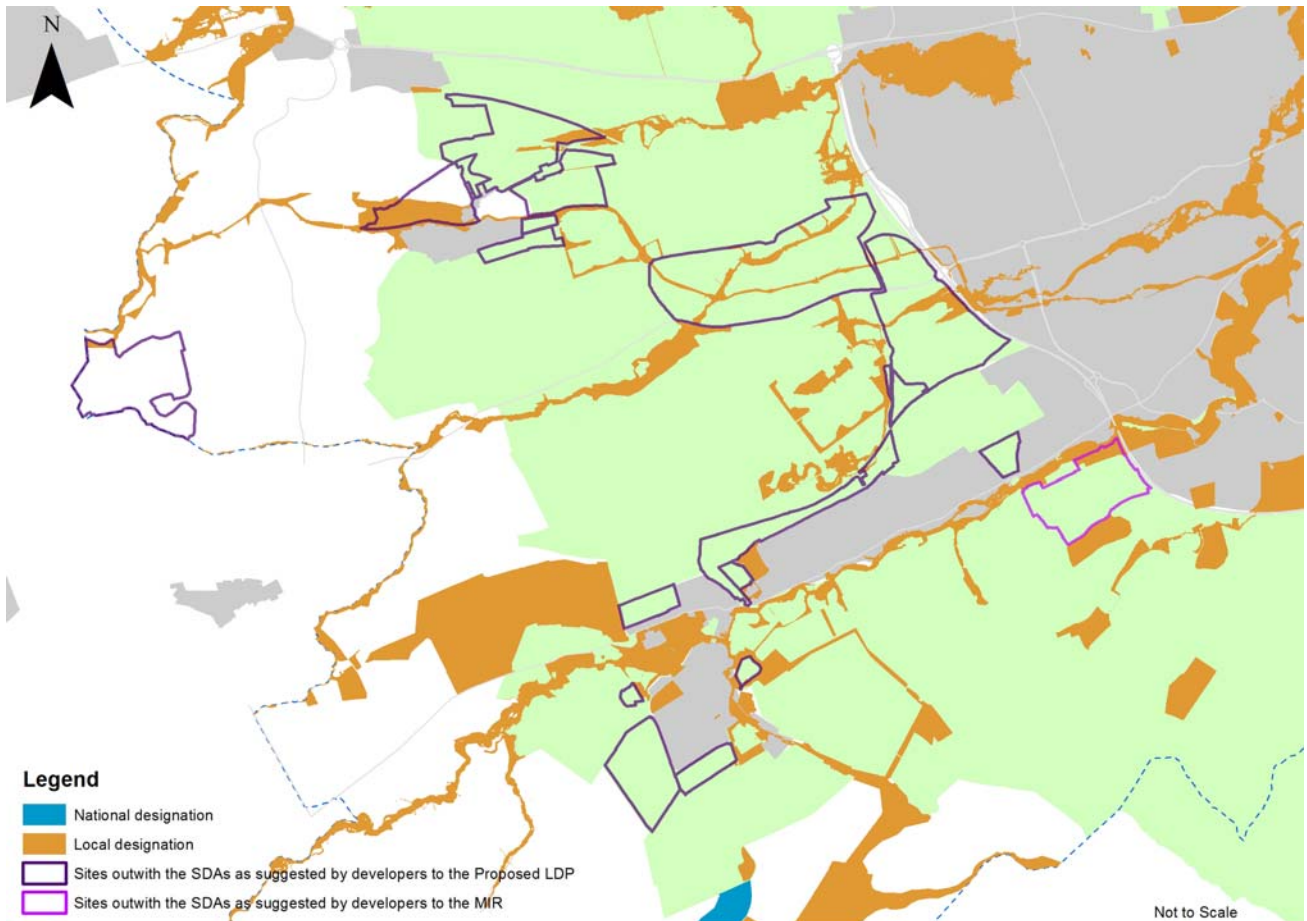 N
Legend
National designation
Local designation
Sites outwith the SDAs as suggested by developers to the Proposed LDP
Sites outwith the SDAs as suggested by developers to the MIR
Not to Scale